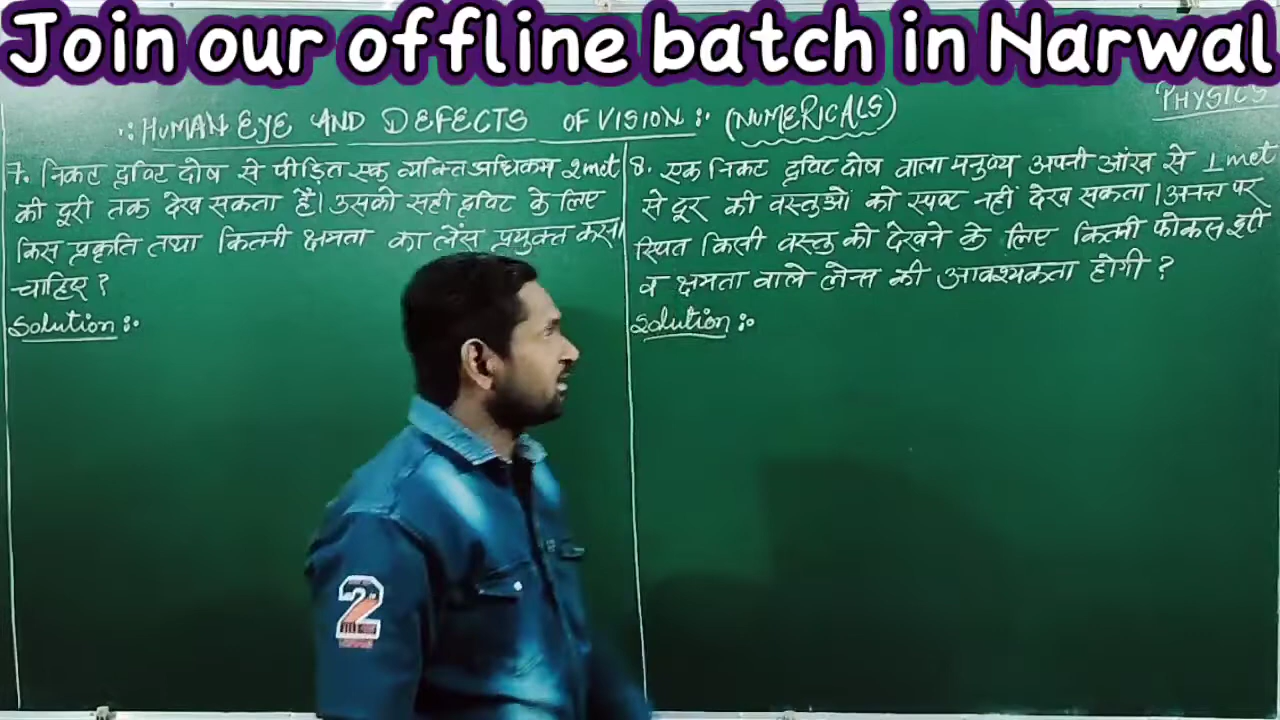 Join our offline batch in Narwal
PHYSICS
∴ HUMAN EYE AND DEFECTS OF VISION :• (NUMERICALS)
7. निकट दृष्टि दोष से पीड़ित एक व्यक्ति अधिकतम 2 met
की दूरी तक देख सकता है। उसको सही दृष्टि के लिए
किस प्रकृति तथा कितनी क्षमता का लेंस प्रयुक्त करना
चाहिए ?
Solution :•
8. एक निकट दृष्टि दोष वाला मनुष्य अपनी आंख से 1 met
से दूर की वस्तुओं को स्पष्ट नहीं देख सकता। अनन्त पर
स्थित किसी वस्तु को देखने के लिए कितनी फोकस दूरी
व क्षमता वाले लेन्स की आवश्यकता होगी ?
Solution :•
2